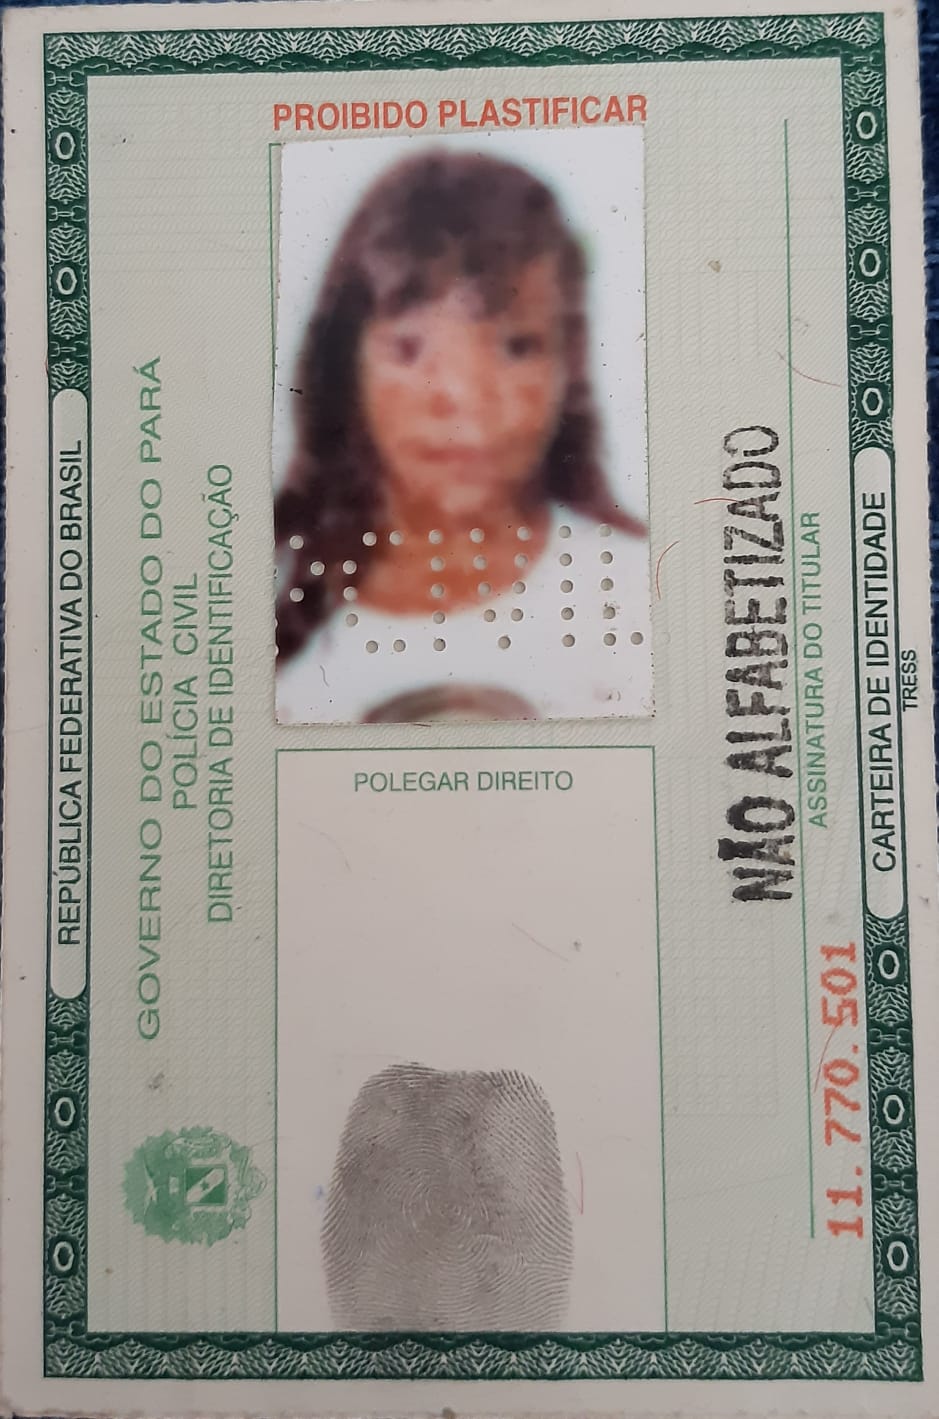 REPÚBLICA FEDERATIVA DO BRASIL
GOVERNO DO ESTADO DO PARÁ
POLÍCIA CIVIL
DIRETORIA DE IDENTIFICAÇÃO
PROIBIDO PLASTIFICAR
POLEGAR DIREITO
NÃO ALFABETIZADO
ASSINATURA DO TITULAR
11.770.501
CARTEIRA DE IDENTIDADE
TRESS